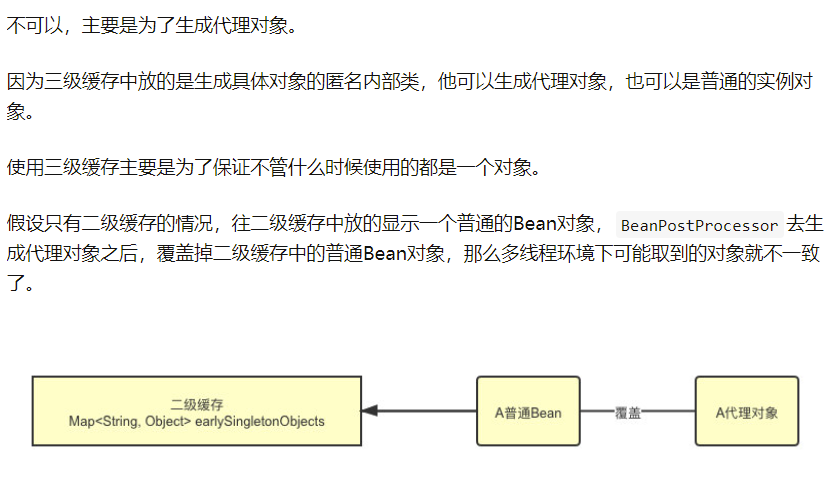 不可以，主要是为了生成代理对象。
因为三级缓存中放的是生成具体对象的匿名内部类，他可以生成代理对象，也可以是普通的实例对
象。
使用三级缓存主要是为了保证不管什么时候使用的都是一个对象。
假设只有二级缓存的情况，往二级缓存中放的显示一个普通的Bean对象， BeanPostProcessor 去生
成代理对象之后，覆盖掉二级缓存中的普通Bean对象，那么多线程环境下可能取到的对象就不一致
了。
二级缓存
Map<String, Object> earlySingletonObjects
A普通Bean
覆盖
A代理对象